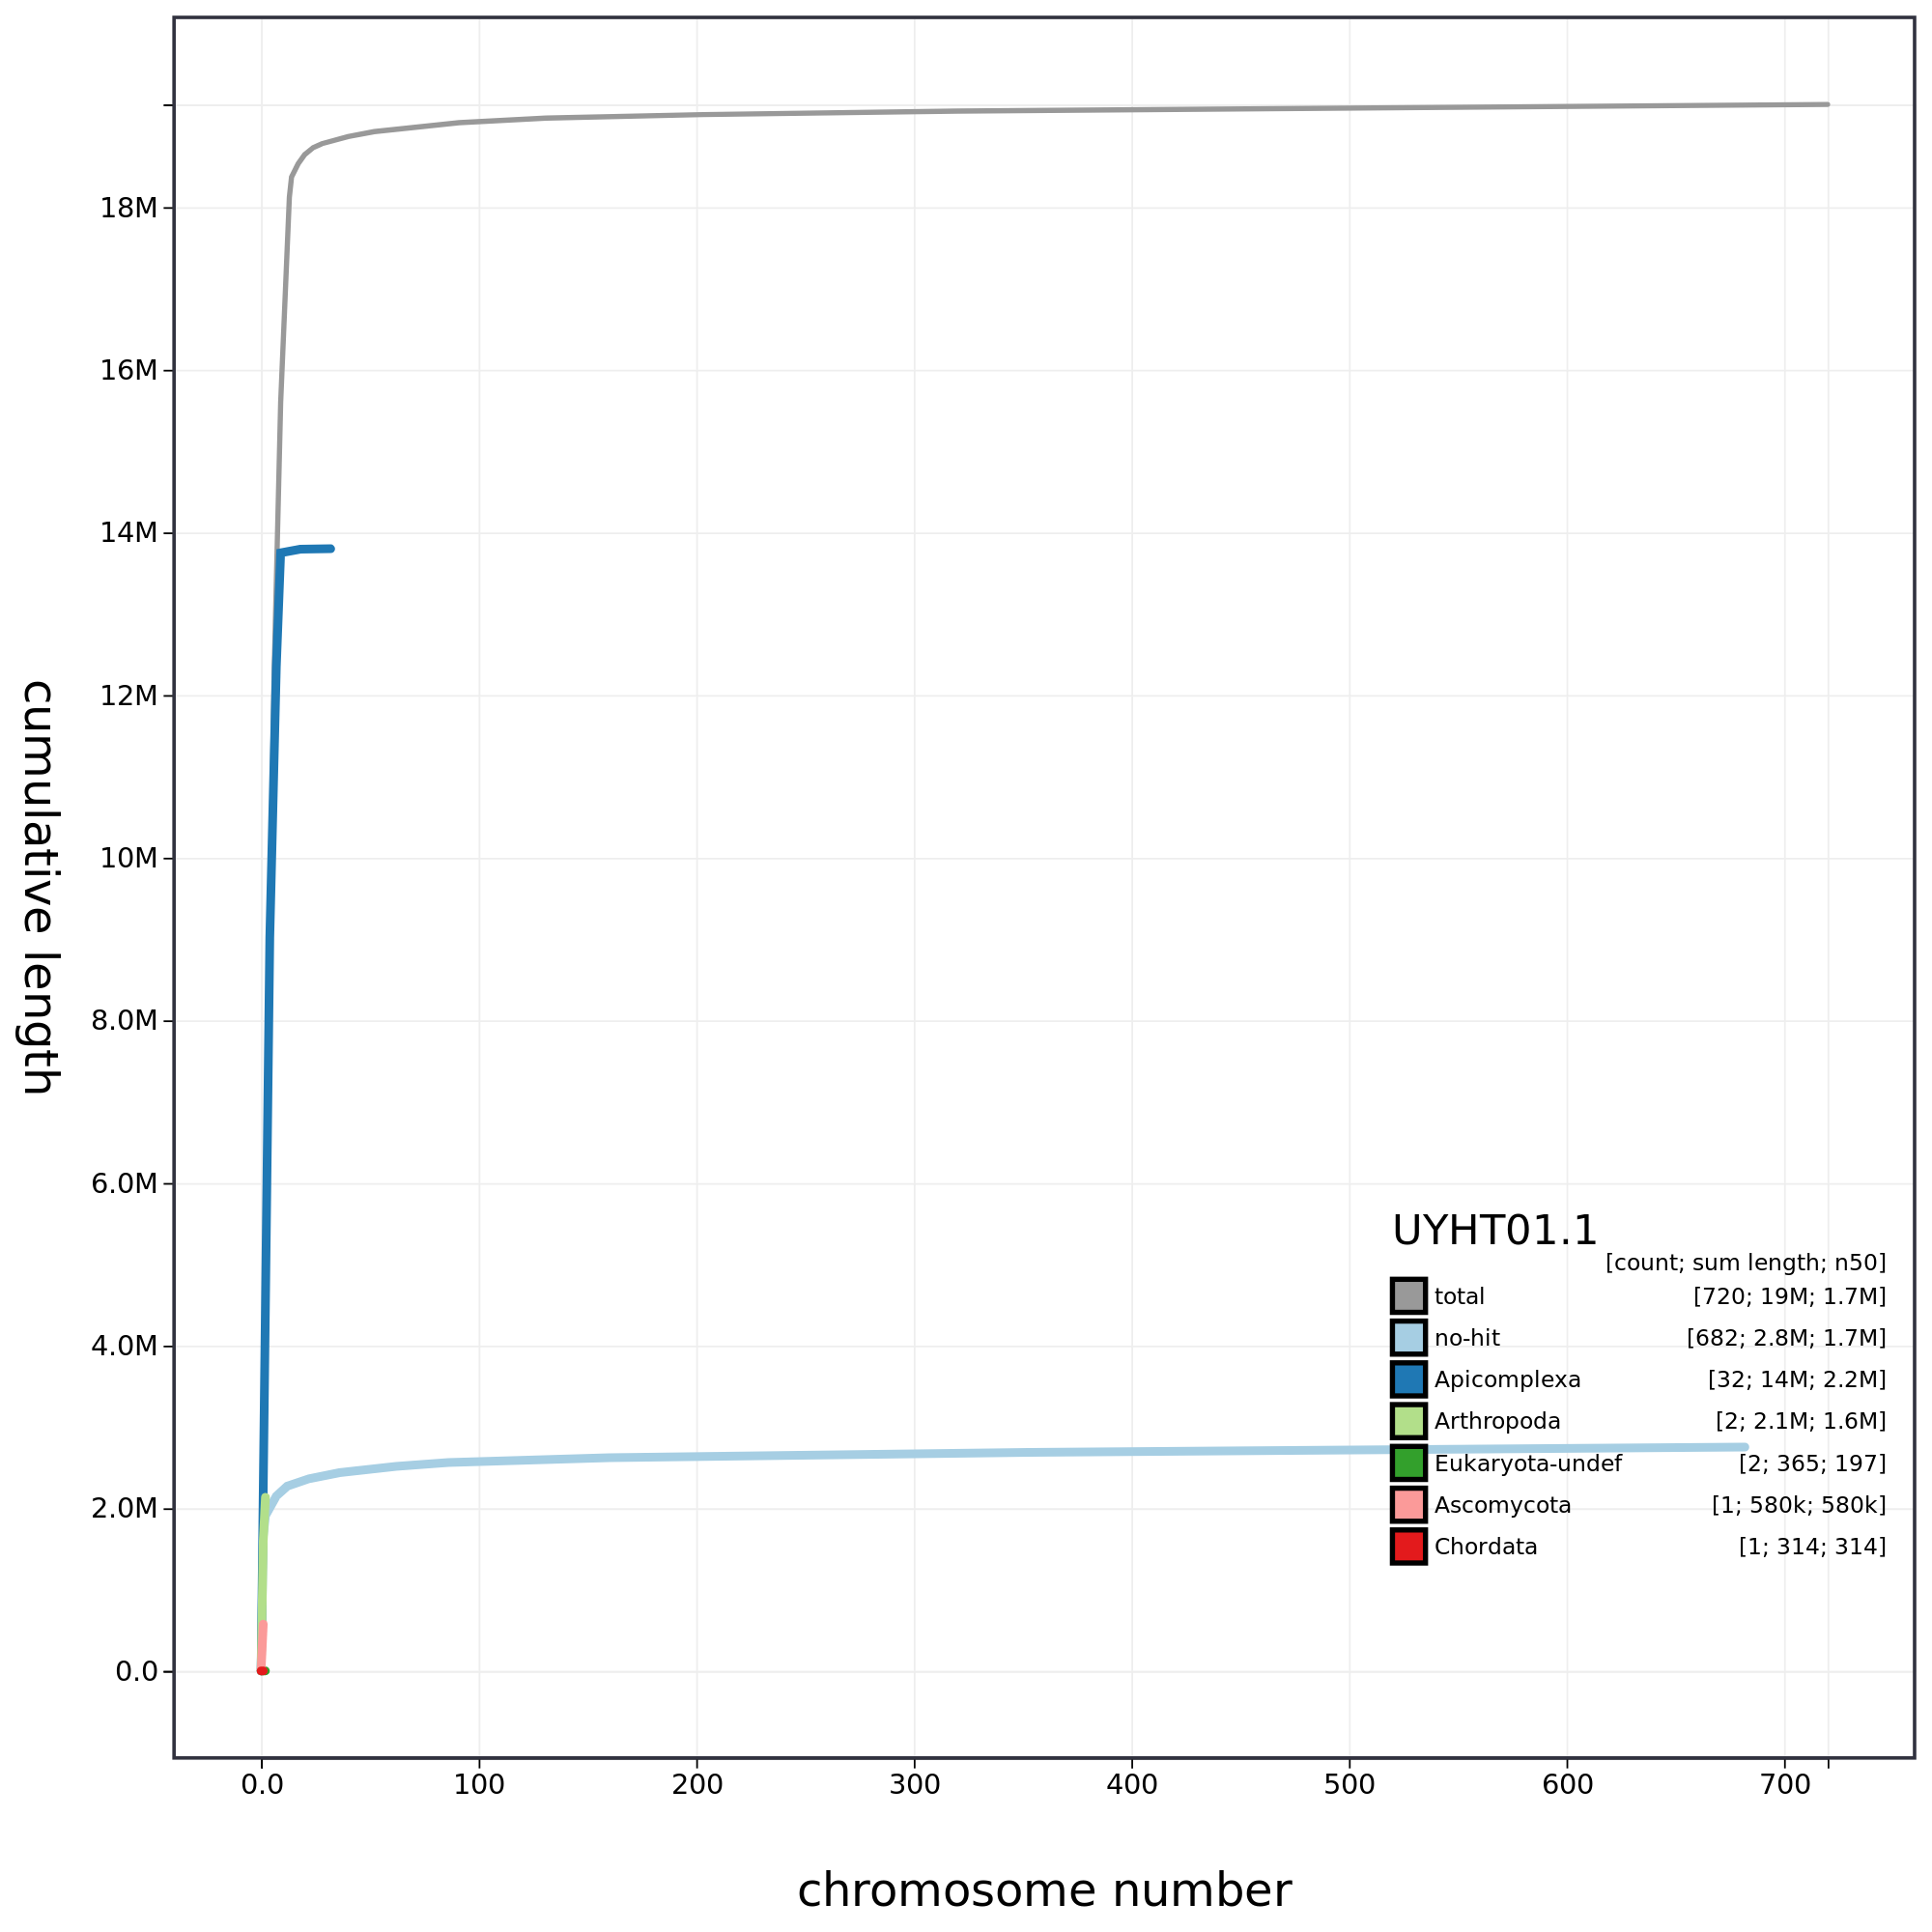 18M
16M
14M
12M
10M
8.0M
6.0M
4.0M
2.0M
0.0
cumulative length
0.0 100 200 300 400 500 600 700
chromosome number
UYHT01.1
[count; sum length; n50]
total [720; 19M; 1.7M]
no-hit [682; 2.8M; 1.7M]
Apicomplexa [32; 14M; 2.2M]
Arthropoda [2; 2.1M; 1.6M]
Eukaryota-undef [2; 365; 197]
Ascomycota [1; 580k; 580k]
Chordata [1; 314; 314]